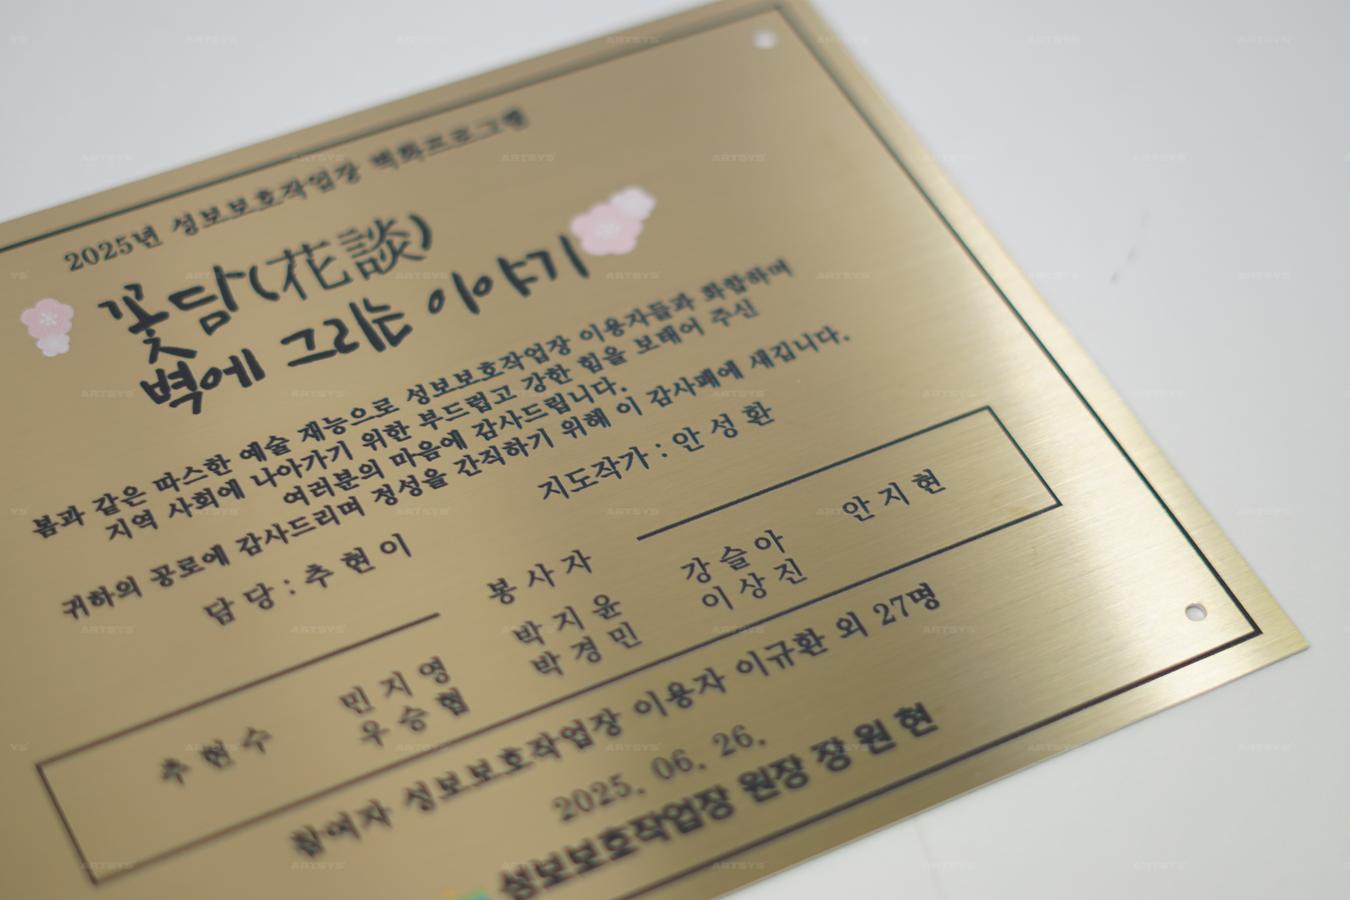 2025년 성보보호작업장 벽화프로그램
꽃담(花談)
벽에 그리는 이야기
봄과 같은 따스한 예술 재능으로 성보보호작업장 이용자들과 화합하며
지역 사회에 나아가기 위한 부드럽고 강한 힘을 보태어 주신
여러분의 마음에 감사드립니다.
귀하의 공로에 감사드리며 정성을 간직하기 위해 이 감사패에 새깁니다.
담 당 : 추 현 이 지도작가 : 안 성 환
봉 사 자
추 현 수 민 지 영 박 지 윤 강 슬 아 안 지 현
우 승 협 박 경 민 이 상 진
참여자 성보보호작업장 이용자 이규환 외 27명
2025. 06. 26.
성보보호작업장 원장 장 원 현
ARTSYS